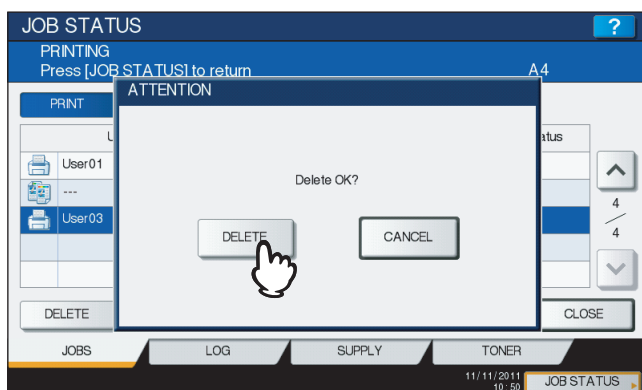 JOB STATUS
?
PRINTING
Press [JOB STATUS] to return
A4
ATTENTION
PRINT
User01
---
User03
Delete OK?
DELETE
CANCEL
4
4
DELETE
CLOSE
JOBS
LOG
SUPPLY
TONER
11/11/2011
10:50
JOB STATUS